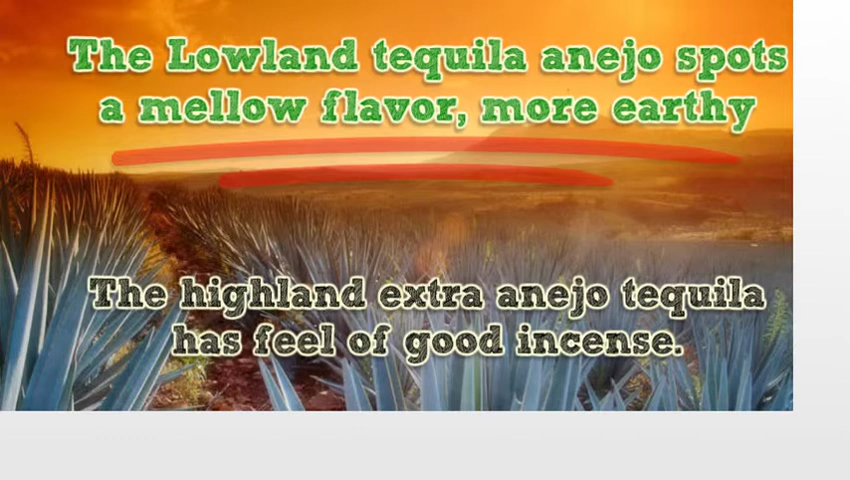 The Lowland tequila anejo spots
a mellow flavor, more earthy
The highland extra anejo tequila
has feel of good incense.